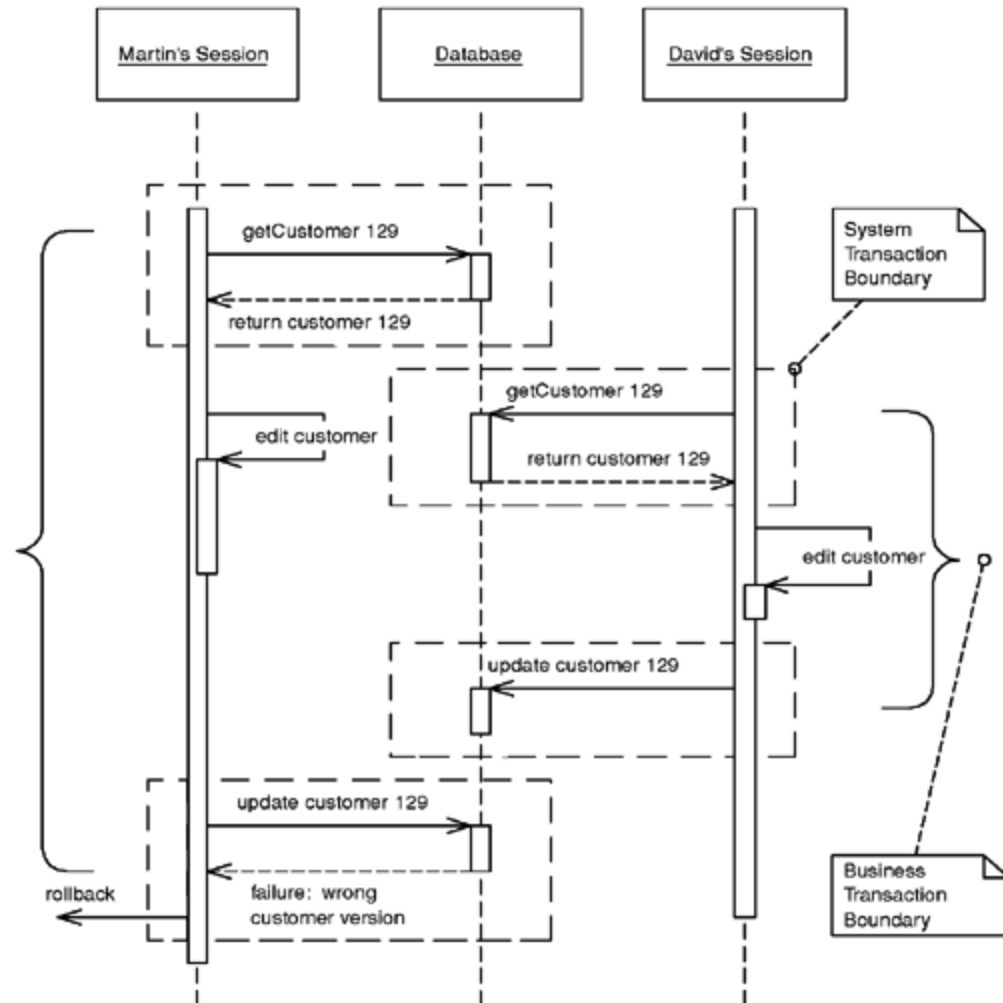 Martin's Session
Database
David's Session
getCustomer 129
System
Transaction
Boundary
return customer 129
getCustomer 129
edit customer
return customer 129
edit customer
update customer 129
update customer 129
Business
Transaction
Boundary
rollback
failure: wrong
customer version